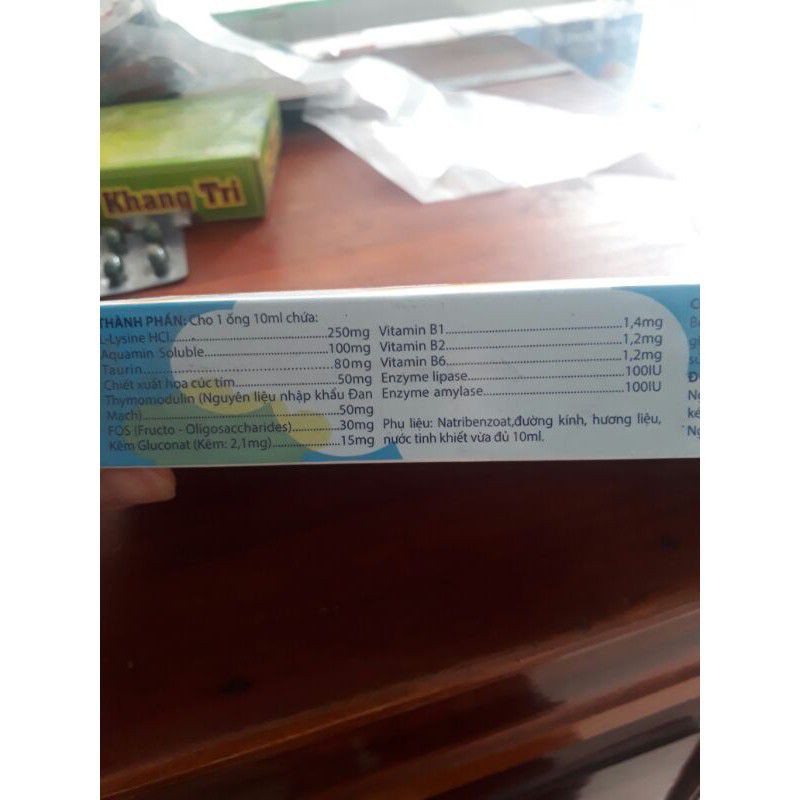 Khang Trĩ
THÀNH PHẦN: Cho 1 ống 10ml chứa:
L-Lysine HCl...............250mg
Aquamin Soluble...............100mg
Taurin...............80mg
Chiết xuất hoa cúc tím...............50mg
Thymomodulin (Nguyên liệu nhập khẩu Đan
Mạch)...............50mg
FOS (Fructo - Oligosaccharides)...............30mg
Kẽm Gluconat (Kẽm: 2,1mg)...............15mg
Vitamin B1...............1,4mg
Vitamin B2...............1,2mg
Vitamin B6...............1,2mg
Enzyme lipase...............100IU
Enzyme amylase...............100IU
Phụ liệu: Natribenzoat,đường kính, hương liệu,
nước tinh khiết vừa đủ 10ml.